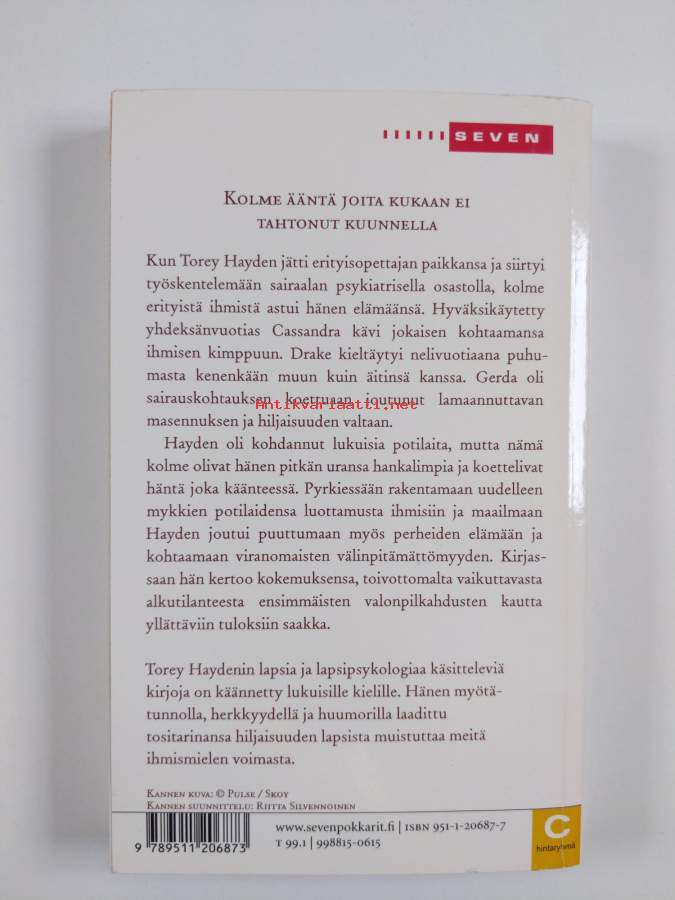 SEVEN
Kolme ääntä joita kukaan ei
tahtonut kuunnella
Kun Torey Hayden jätti erityisopettajan paikkansa ja siirtyi
työskentelemään sairaalan psykiatrisella osastolla, kolme
erityistä ihmistä astui hänen elämäänsä. Hyväksikäytetty
yhdeksänvuotias Cassandra kävi jokaisen kohtaamansa
ihmisen kimppuun. Drake kieltäytyi nelivuotiaana puhu-
masta kenenkään muun kuin äitinsä kanssa. Gerda oli
sairauskohtauksen koettuaan joutunut lamaannuttavan
Antikvariaatti.net
masennuksen ja hiljaisuuden valtaan.
Hayden oli kohdannut lukuisia potilaita, mutta nämä
kolme olivat hänen pitkän uransa hankalimpia ja koettelivat
häntä joka käänteessä. Pyrkiessään rakentamaan uudelleen
mykkien potilaidensa luottamusta ihmisiin ja maailmaan
Hayden joutui puuttumaan myös perheiden elämään ja
kohtaamaan viranomaisten välinpitämättömyyden. Kirjas-
saan hän kertoo kokemuksensa, toivottomalta vaikuttavasta
alkutilanteesta ensimmäisten valonpilkahdusten kautta
yllättäviin tuloksiin saakka.
Torey Haydenin lapsia ja lapsipsykologiaa käsitteleviä
kirjoja on käännetty lukuisille kielille. Hänen myötä-
tunnolla, herkkyydellä ja huumorilla laadittu
tositarinansa hiljaisuuden lapsista muistuttaa meitä
ihmismielen voimasta.
Kannen kuva: © Pulse / Skoy
Kannen suunnittelu: Riitta Silvennoinen
www.sevenpokkarit.fi | ISBN 951-1-20687-7
T 99.1 | 998815-0615
9 789511 206873
C
hintaryhmä